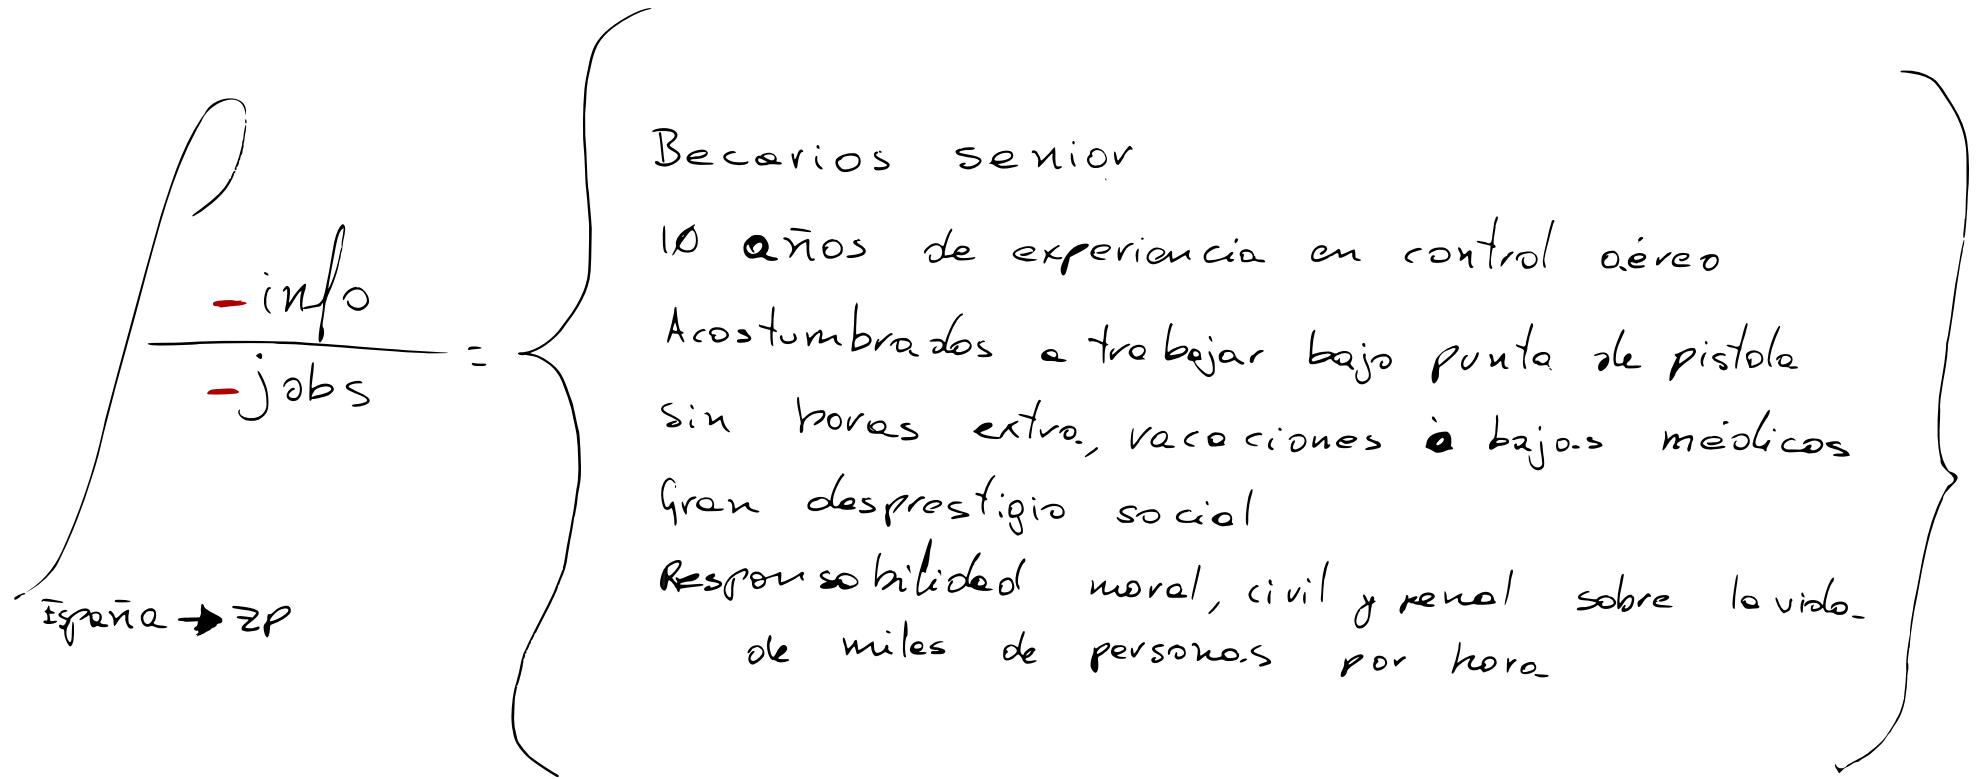 -info
-jobs
=
España → ZP
Becarios senior
10 años de experiencia en control aéreo
Acostumbrados a trabajar bajo punta de pistola
sin horas extra, vacaciones o bajas médicas
Gran desprestigio social
Responsabilidad moral, civil y penal sobre la vida
de miles de personas por hora